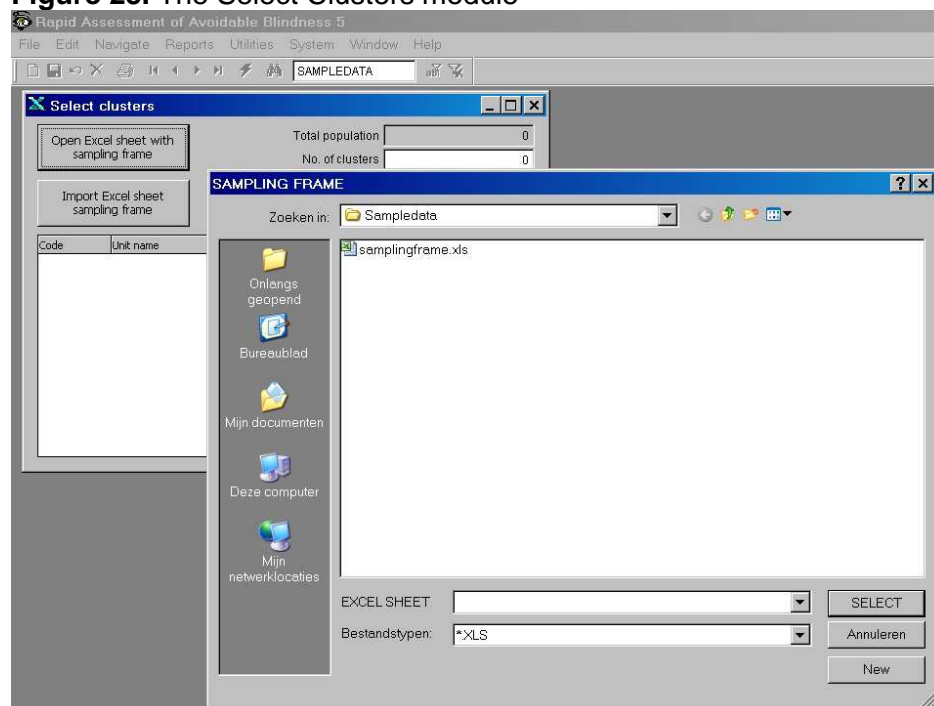 Figure 23. The Select Clusters module
Rapid Assessment of Avoidable Blindness 5
File Edit Navigate Reports Utilities System Window Help
SAMPLEDATA
Select clusters
Open Excel sheet with
sampling frame
Total population 0
No. of clusters 0
Import Excel sheet
sampling frame
Code Unit name
SAMPLING FRAME
Zoeken in: Sampledata
samplingframe.xls
Onlangs
geopend
Bureaublad
Mijn documenten
Deze computer
Mijn
netwerklocaties
EXCEL SHEET SELECT
Bestandstypen: *.XLS Annuleren
New